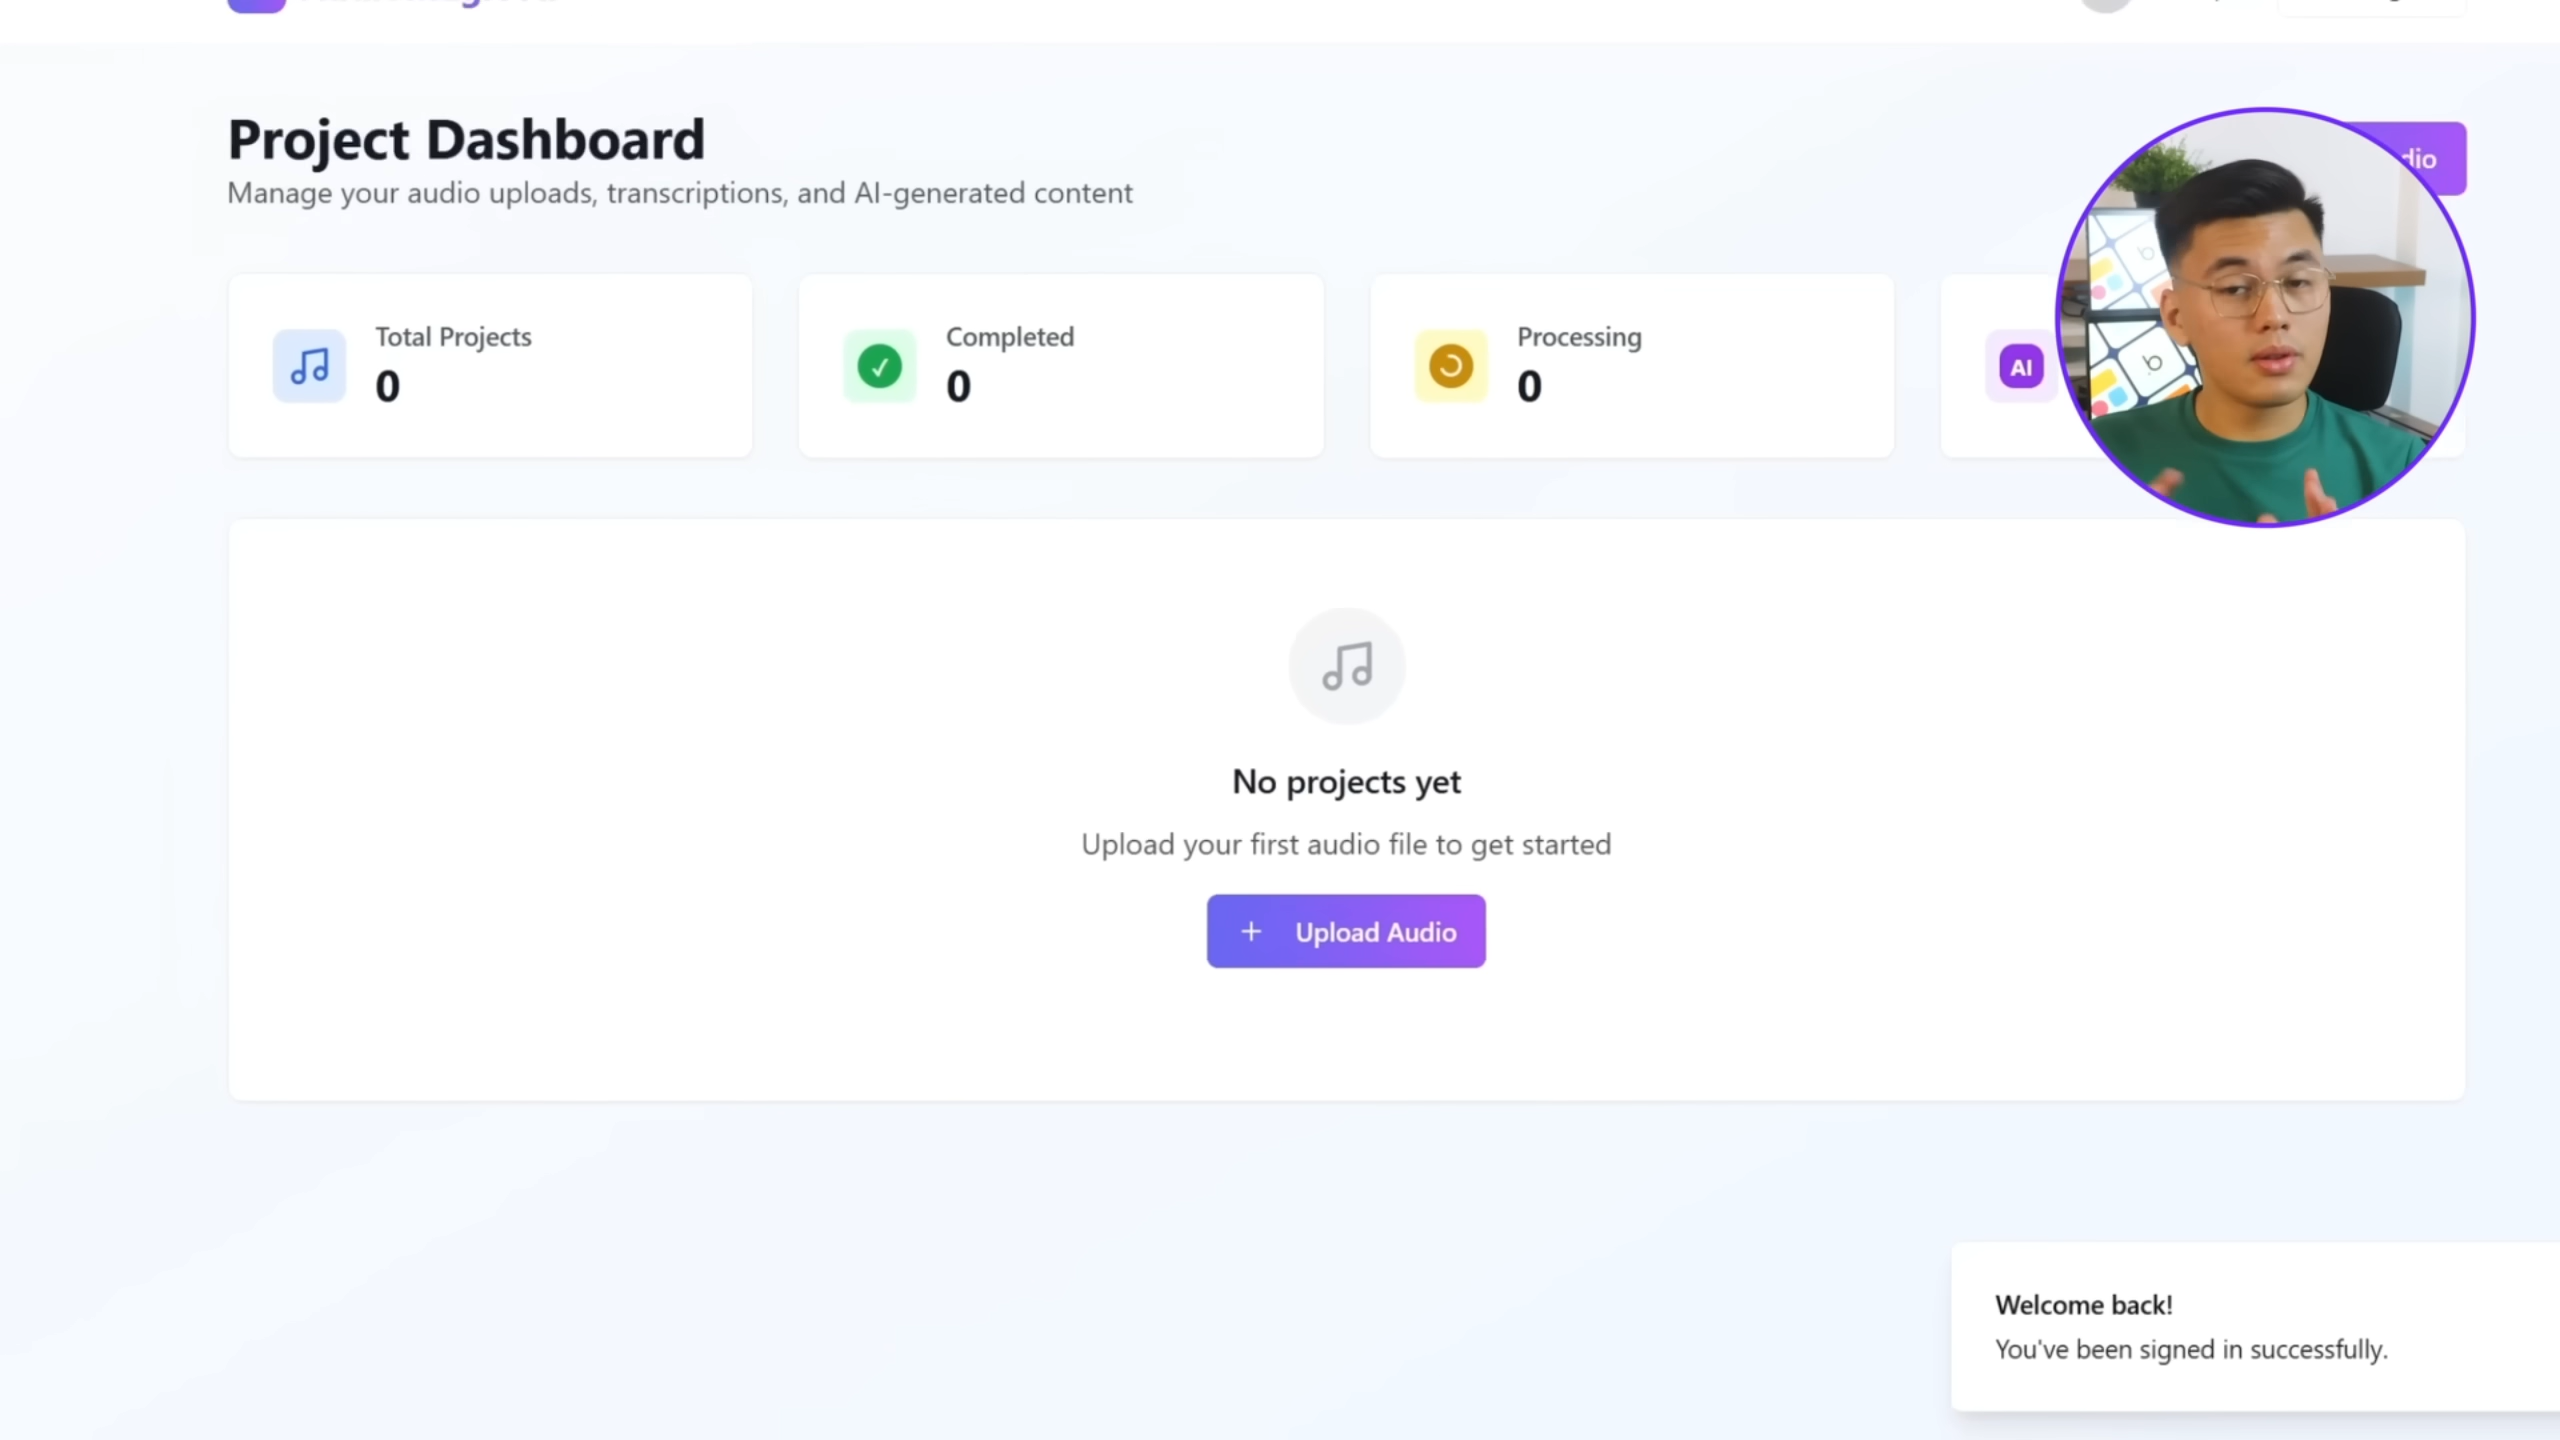 Project Dashboard
Manage your audio uploads, transcriptions, and AI-generated content
dio
Total Projects
0
Completed
0
Processing
0
AI
No projects yet
Upload your first audio file to get started
+ Upload Audio
Welcome back!
You've been signed in successfully.